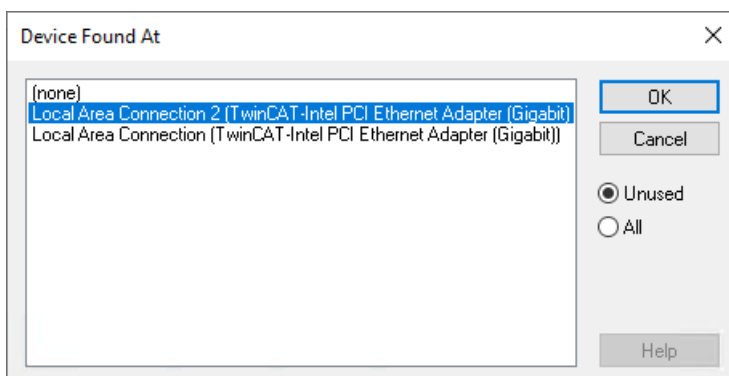 Device Found At
(none)
Local Area Connection 2 (TwinCAT-Intel PCI Ethernet Adapter (Gigabit)
Local Area Connection (TwinCAT-Intel PCI Ethernet Adapter (Gigabit))
OK
Cancel
Unused
All
Help